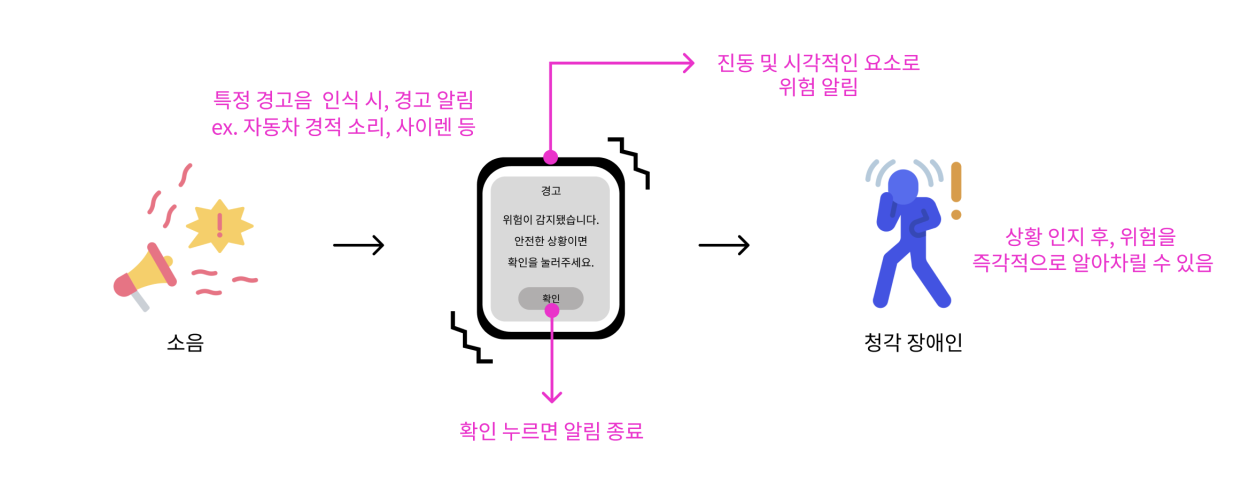 특정 경고음 인식 시, 경고 알림
ex. 자동차 경적 소리, 사이렌 등
소음
진동 및 시각적인 요소로
위험 알림
경고
위험이 감지됐습니다.
안전한 상황이면
확인을 눌러주세요.
확인
확인 누르면 알림 종료
상황 인지 후, 위험을
즉각적으로 알아차릴 수 있음
청각 장애인